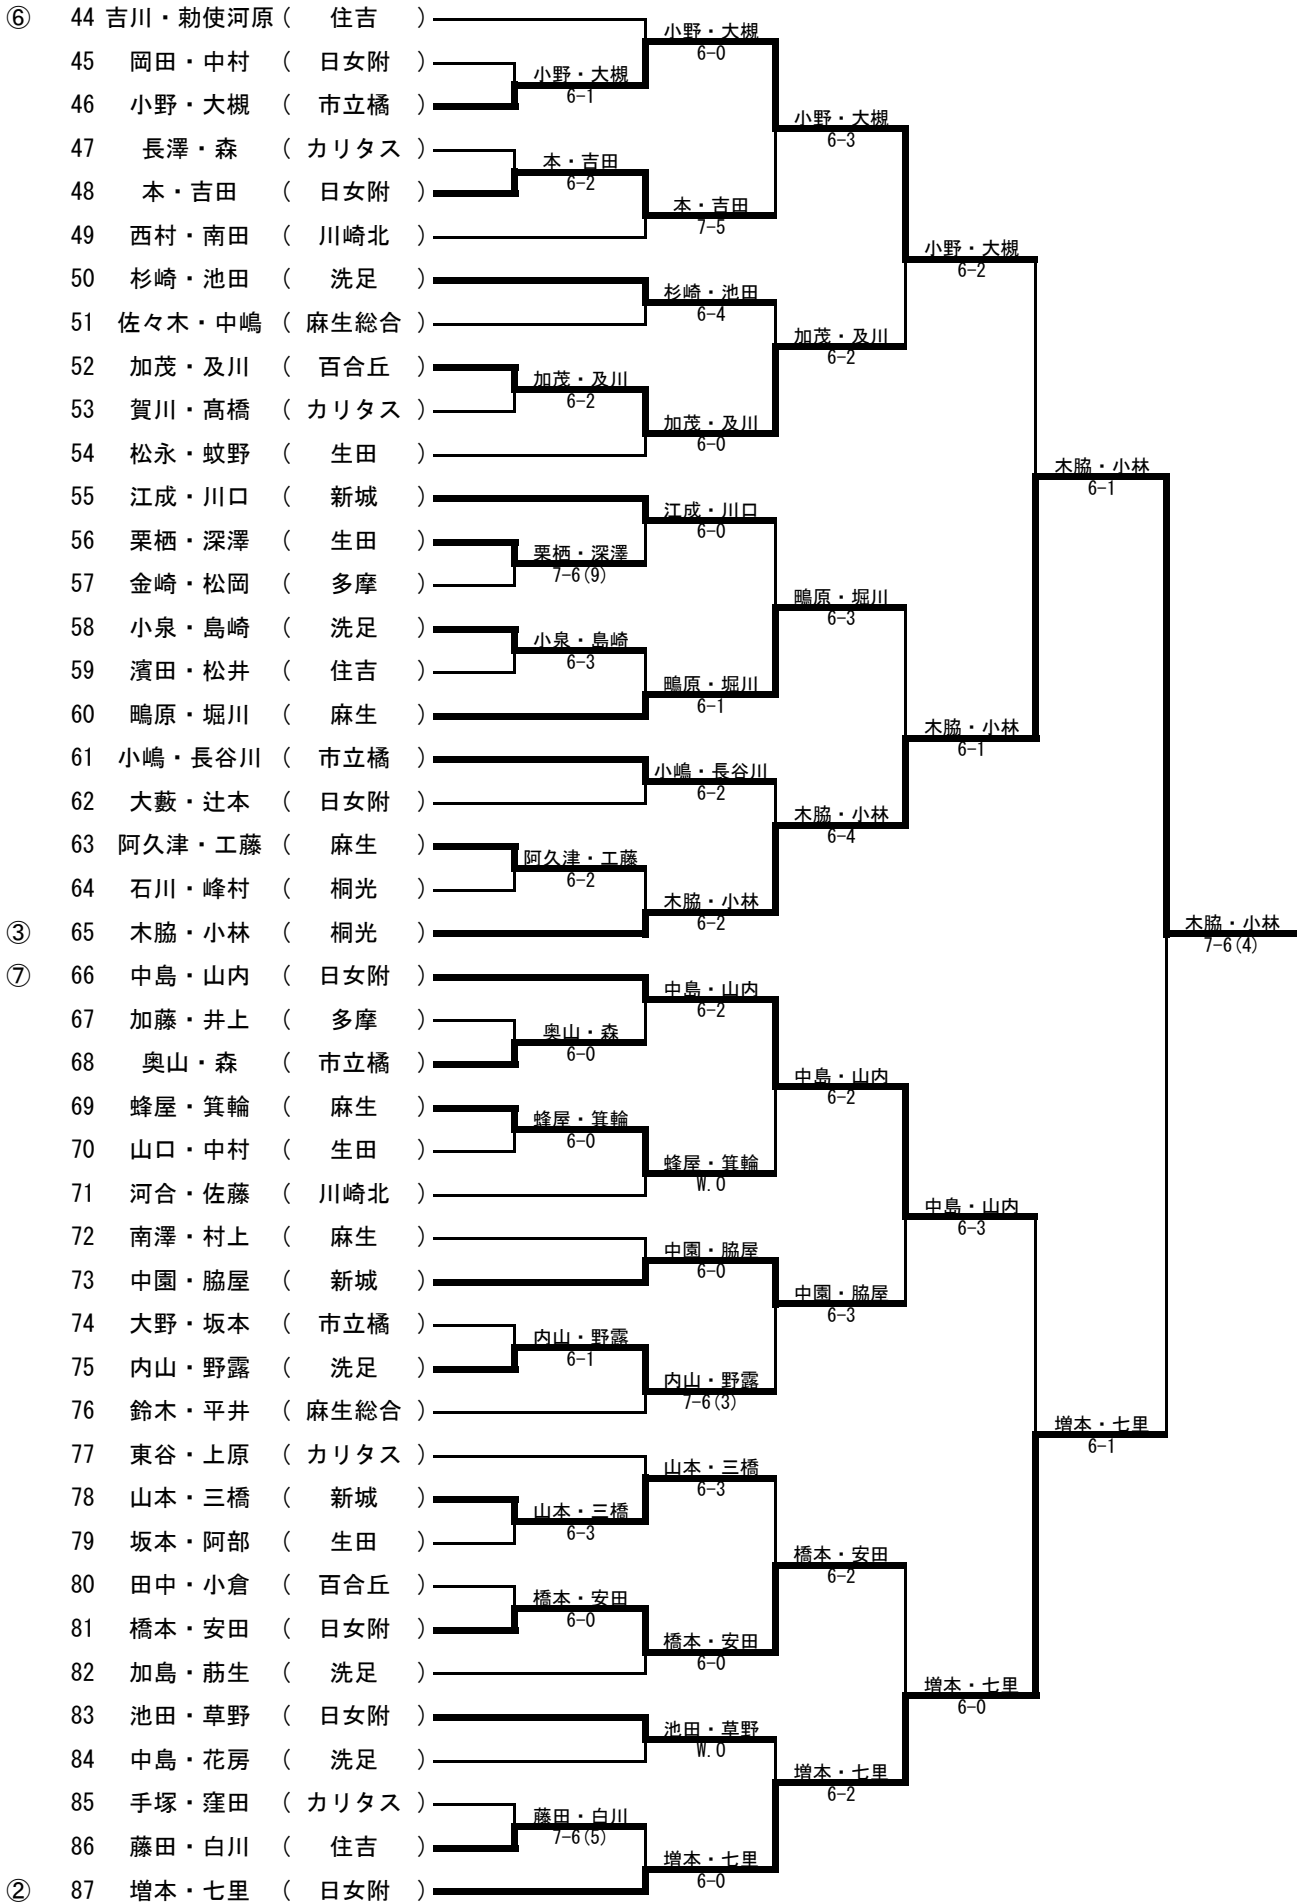 ⑥ 44 吉川・勅使河原 ( 住吉 )
小野・大槻
6-0
45 岡田・中村 ( 日女附 )
小野・大槻
6-1
46 小野・大槻 ( 市立橘 )
小野・大槻
6-3
47 長澤・森 ( カリタス )
本・吉田
6-2
48 本・吉田 ( 日女附 )
本・吉田
7-5
49 西村・南田 ( 川崎北 )
小野・大槻
6-2
50 杉崎・池田 ( 洗足 )
杉崎・池田
6-4
51 佐々木・中嶋 ( 麻生総合 )
加茂・及川
6-2
52 加茂・及川 ( 百合丘 )
加茂・及川
6-2
53 賀川・髙橋 ( カリタス )
加茂・及川
6-0
54 松永・蚊野 ( 生田 )
木脇・小林
6-1
55 江成・川口 ( 新城 )
江成・川口
6-0
56 栗栖・深澤 ( 生田 )
栗栖・深澤
7-6(9)
57 金崎・松岡 ( 多摩 )
鴫原・堀川
6-3
58 小泉・島崎 ( 洗足 )
小泉・島崎
6-3
59 濱田・松井 ( 住吉 )
鴫原・堀川
6-1
60 鴫原・堀川 ( 麻生 )
木脇・小林
6-1
61 小嶋・長谷川 ( 市立橘 )
小嶋・長谷川
6-2
62 大藪・辻本 ( 日女附 )
木脇・小林
6-4
63 阿久津・工藤 ( 麻生 )
阿久津・工藤
6-2
64 石川・峰村 ( 桐光 )
木脇・小林
6-2
③ 65 木脇・小林 ( 桐光 )
木脇・小林
7-6(4)
⑦ 66 中島・山内 ( 日女附 )
中島・山内
6-2
67 加藤・井上 ( 多摩 )
奥山・森
6-0
68 奥山・森 ( 市立橘 )
中島・山内
6-2
69 蜂屋・箕輪 ( 麻生 )
蜂屋・箕輪
6-0
70 山口・中村 ( 生田 )
蜂屋・箕輪
W.O
71 河合・佐藤 ( 川崎北 )
中島・山内
6-3
72 南澤・村上 ( 麻生 )
中園・脇屋
6-0
73 中園・脇屋 ( 新城 )
中園・脇屋
6-3
74 大野・坂本 ( 市立橘 )
内山・野露
6-1
75 内山・野露 ( 洗足 )
内山・野露
7-6(3)
76 鈴木・平井 ( 麻生総合 )
増本・七里
6-1
77 東谷・上原 ( カリタス )
山本・三橋
6-3
78 山本・三橋 ( 新城 )
山本・三橋
6-3
79 坂本・阿部 ( 生田 )
橋本・安田
6-2
80 田中・小倉 ( 百合丘 )
橋本・安田
6-0
81 橋本・安田 ( 日女附 )
橋本・安田
6-0
82 加島・莇生 ( 洗足 )
増本・七里
6-0
83 池田・草野 ( 日女附 )
池田・草野
W.O
84 中島・花房 ( 洗足 )
増本・七里
6-2
85 手塚・窪田 ( カリタス )
藤田・白川
7-6(5)
86 藤田・白川 ( 住吉 )
増本・七里
6-0
② 87 増本・七里 ( 日女附 )